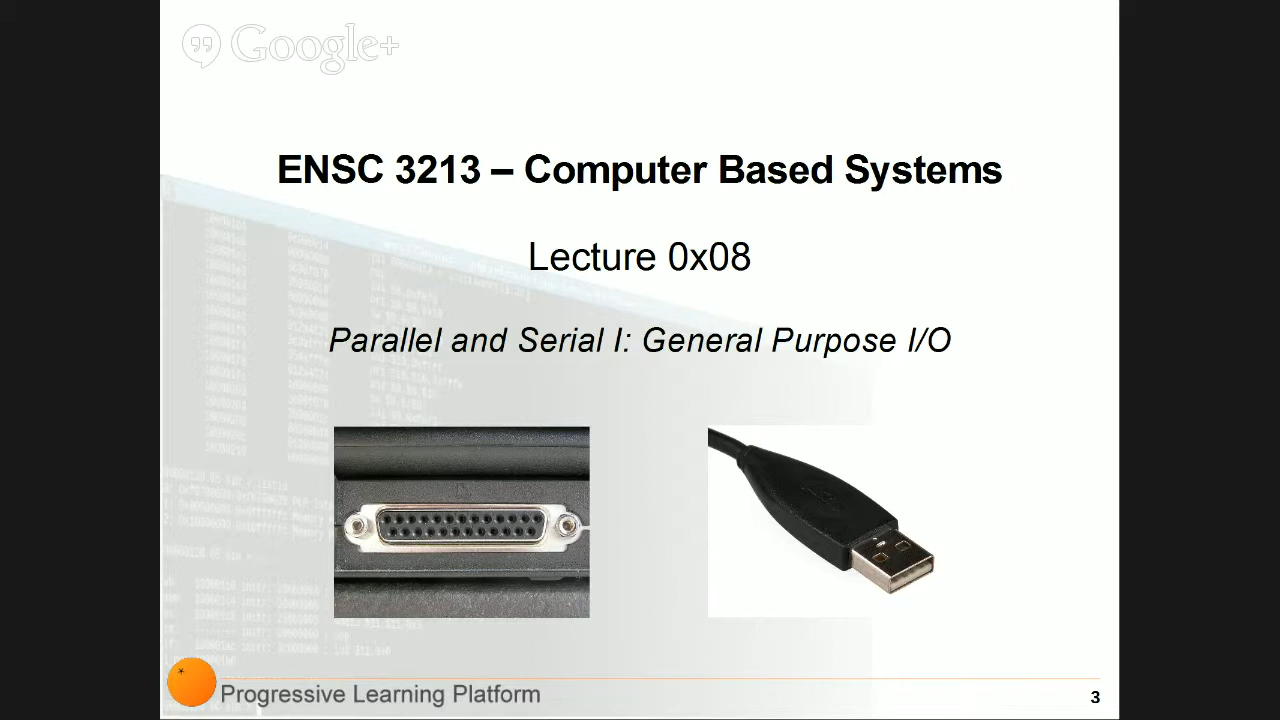 Google+
ENSC 3213 – Computer Based Systems
Lecture 0x08
Parallel and Serial I: General Purpose I/O
Progressive Learning Platform
3